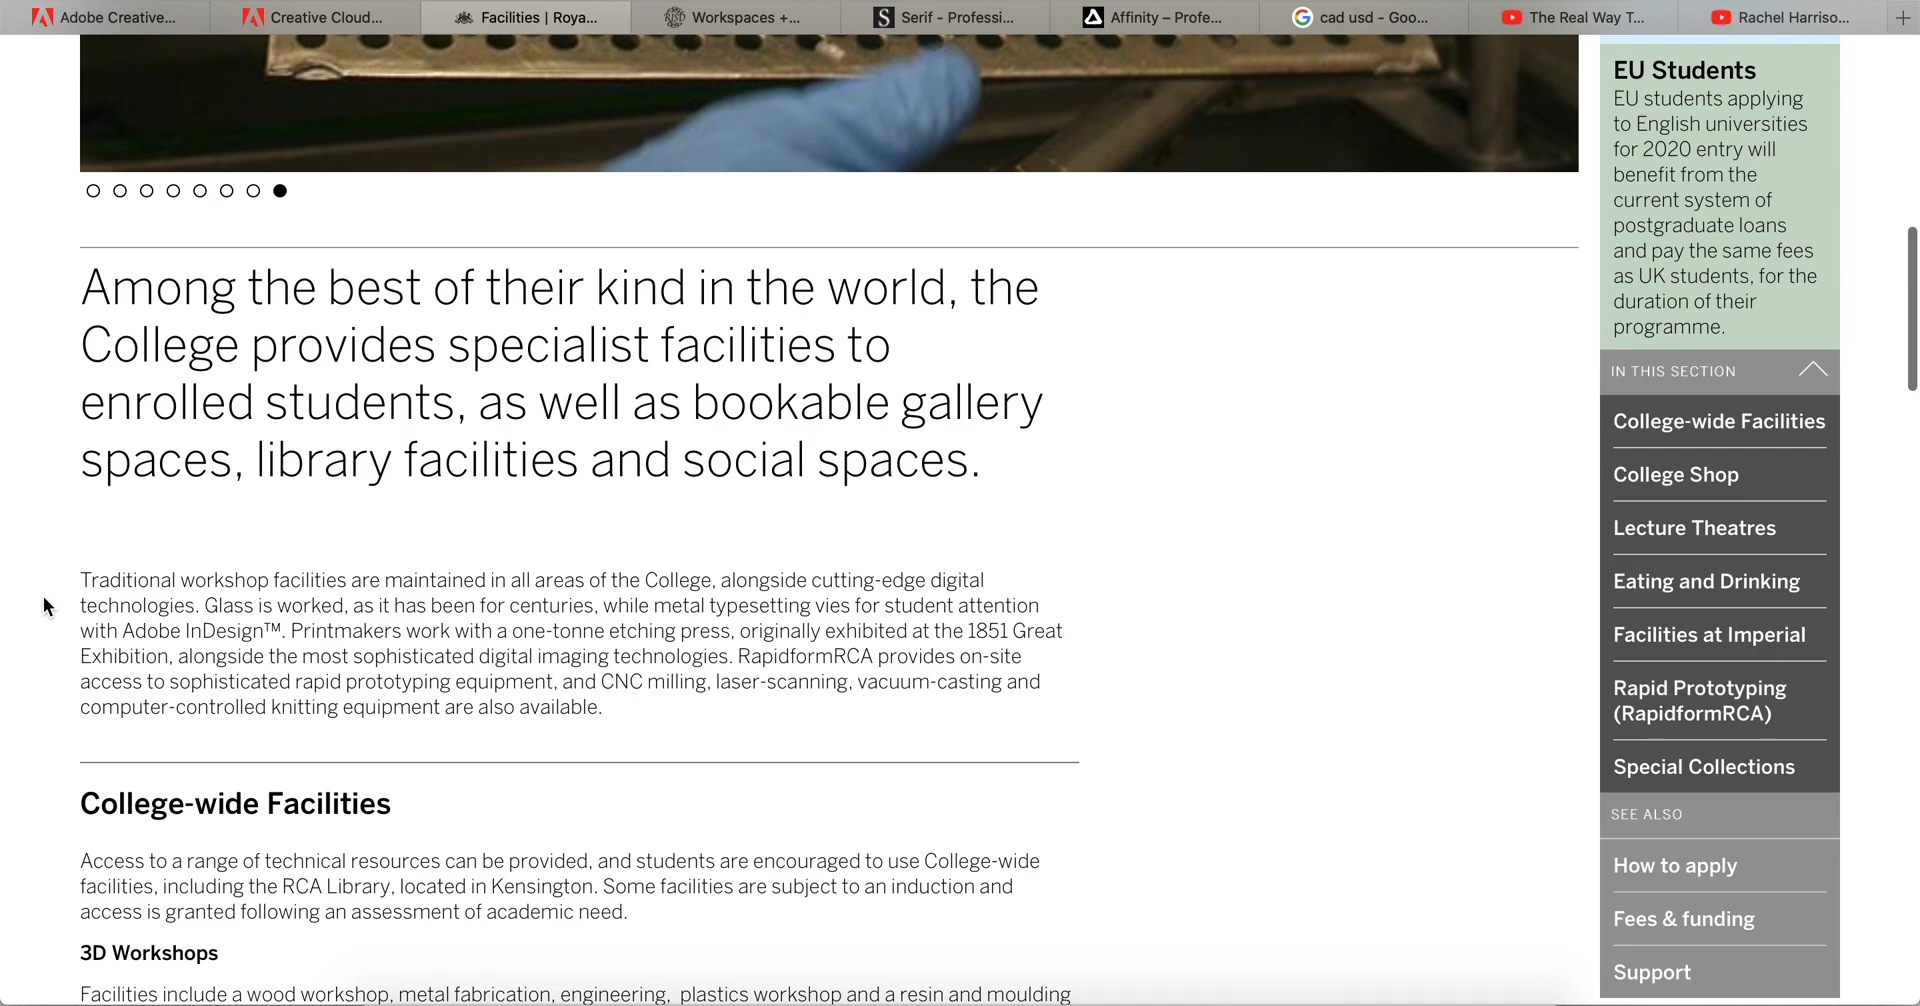 Adobe Creative...
Creative Cloud...
Facilities | Roya...
Workspaces +...
Serif - Professi...
Affinity – Profe...
cad usd - Goo...
The Real Way T...
Rachel Harriso...
Among the best of their kind in the world, the
College provides specialist facilities to
enrolled students, as well as bookable gallery
spaces, library facilities and social spaces.
Traditional workshop facilities are maintained in all areas of the College, alongside cutting-edge digital
technologies. Glass is worked, as it has been for centuries, while metal typesetting vies for student attention
with Adobe InDesign™. Printmakers work with a one-tonne etching press, originally exhibited at the 1851 Great
Exhibition, alongside the most sophisticated digital imaging technologies. RapidformRCA provides on-site
access to sophisticated rapid prototyping equipment, and CNC milling, laser-scanning, vacuum-casting and
computer-controlled knitting equipment are also available.
College-wide Facilities
Access to a range of technical resources can be provided, and students are encouraged to use College-wide
facilities, including the RCA Library, located in Kensington. Some facilities are subject to an induction and
access is granted following an assessment of academic need.
3D Workshops
Facilities include a wood workshop, metal fabrication, engineering, plastics workshop and a resin and moulding
EU Students
EU students applying
to English universities
for 2020 entry will
benefit from the
current system of
postgraduate loans
and pay the same fees
as UK students, for the
duration of their
programme.
IN THIS SECTION
College-wide Facilities
College Shop
Lecture Theatres
Eating and Drinking
Facilities at Imperial
Rapid Prototyping
(RapidformRCA)
Special Collections
SEE ALSO
How to apply
Fees & funding
Support